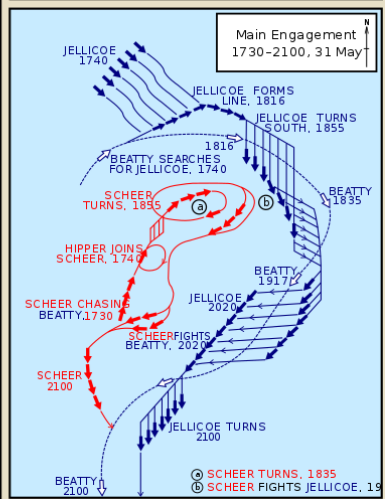 Main Engagement
1730–2100, 31 May
JELLICOE
1740
JELLICOE FORMS
LINE, 1816
JELLICOE TURNS
SOUTH, 1855
1816
BEATTY SEARCHES
FOR JELLICOE, 1740
BEATTY
1835
SCHEER
TURNS, 1855
a
b
HIPPER JOINS
SCHEER, 1740
BEATTY,
1917
JELLICOE
2020
SCHEER CHASING
BEATTY, 1730
SCHEER FIGHTS
BEATTY, 2020
SCHEER
2100
JELLICOE TURNS
2100
BEATTY
2100
a SCHEER TURNS, 1835
b SCHEER FIGHTS JELLICOE, 19